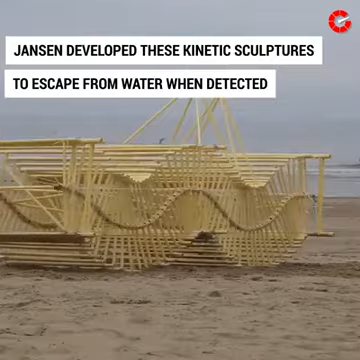 JANSEN DEVELOPED THESE KINETIC SCULPTURES
TO ESCAPE FROM WATER WHEN DETECTED